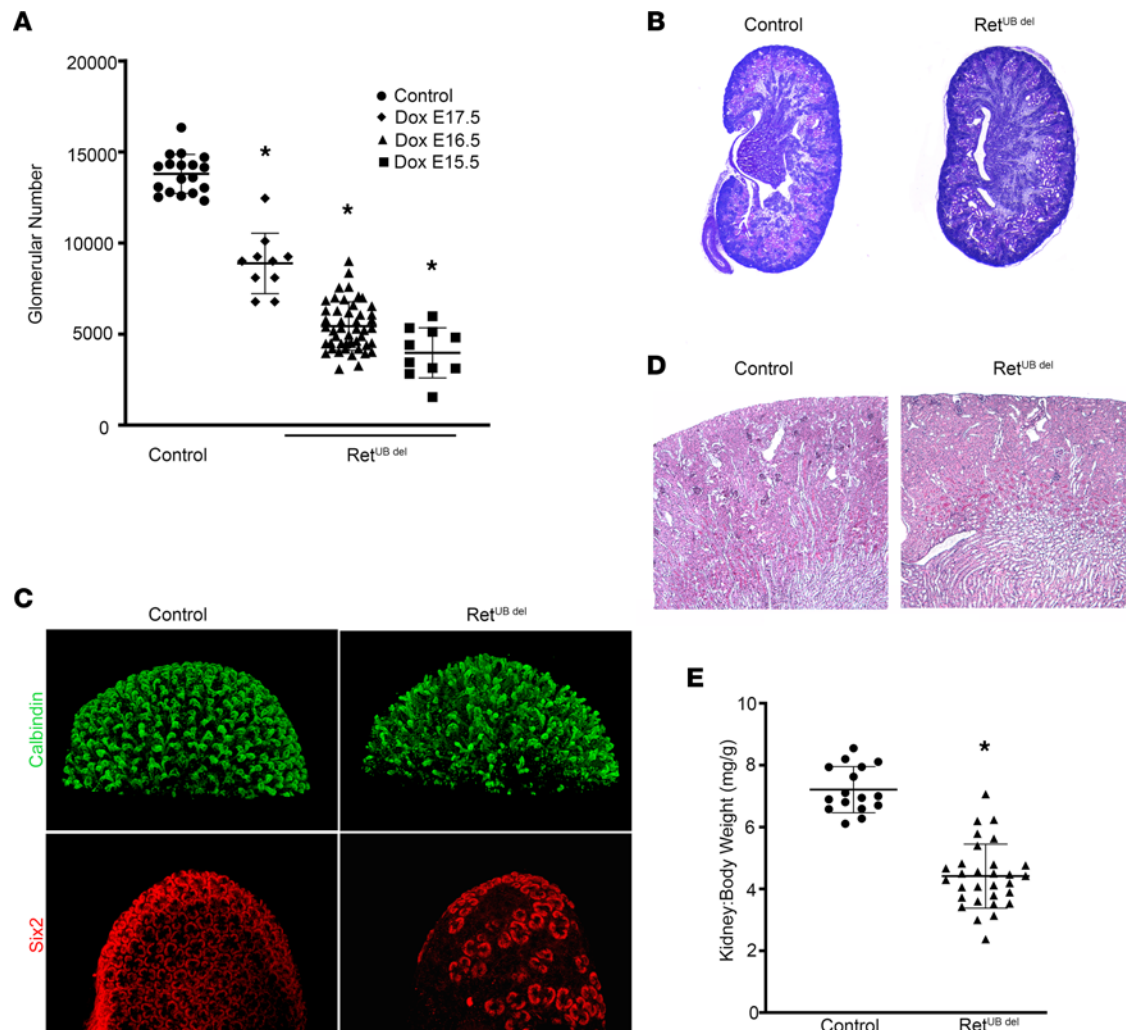 A
20000
15000
10000
5000
0
Glomerular Number
Control
Dox E17.5
Dox E16.5
Dox E15.5
*
*
*
Control
Ret^UB del
B
Control
Ret^UB del
C
Control
Ret^UB del
Calbindin
Six2
D
Control
Ret^UB del
E
10
8
6
4
2
0
Kidney:Body Weight (mg/g)
*
Control
Ret^UB del